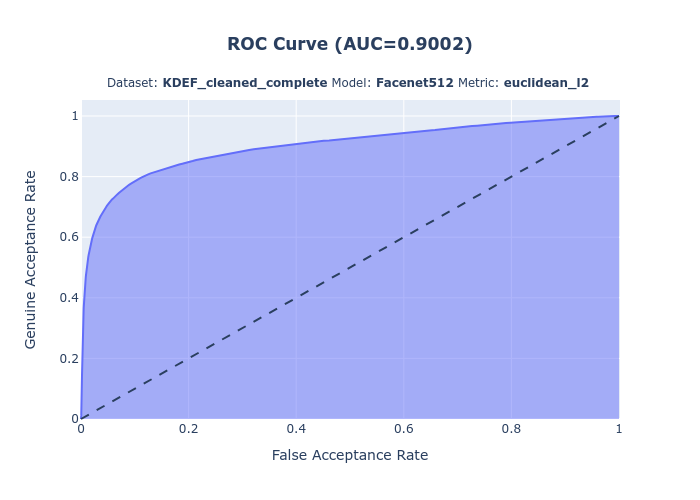 ROC Curve (AUC=0.9002)
Dataset: KDEF_cleaned_complete Model: Facenet512 Metric: euclidean_l2
Genuine Acceptance Rate
1
0.8
0.6
0.4
0.2
0
0 0.2 0.4 0.6 0.8 1
False Acceptance Rate